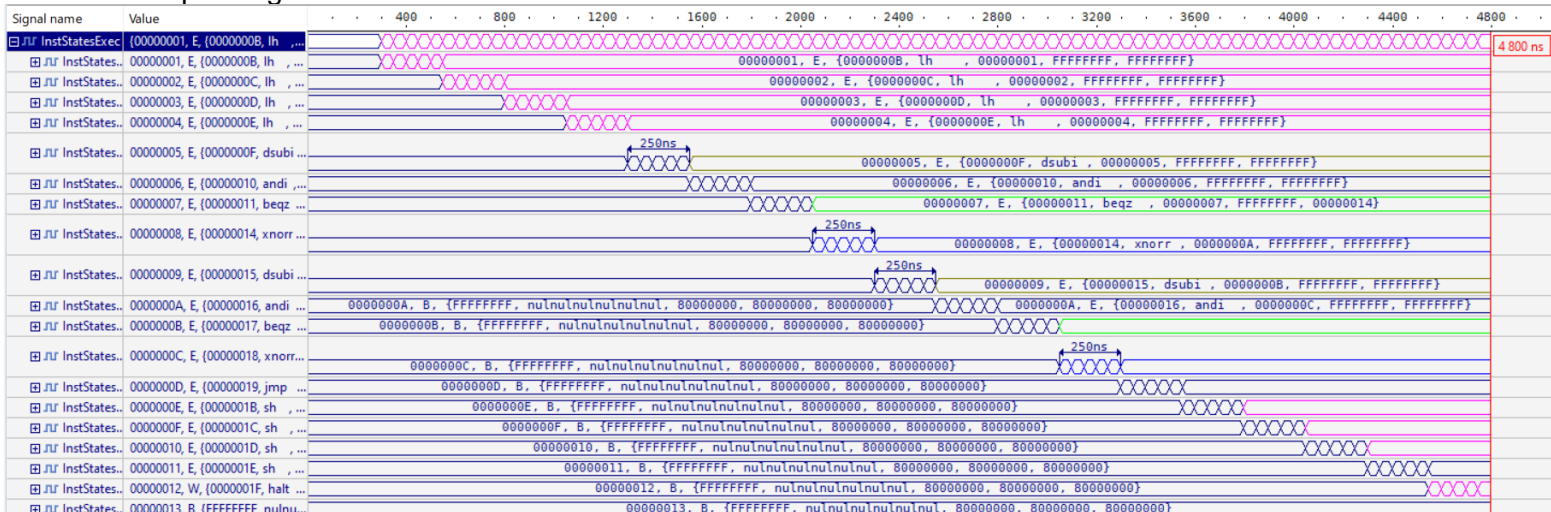 Signal name Value 400 800 1200 1600 2000 2400 2800 3200 3600 4000 4400 4800
InstStatesExec {00000001, E, {0000000B, lh ,...
4 800 ns
InstStates.. 00000001, E, {0000000B, lh , ... 00000001, E, {0000000B, lh , 00000001, FFFFFFFF, FFFFFFFF}
InstStates.. 00000002, E, {0000000C, lh , ... 00000002, E, {0000000C, lh , 00000002, FFFFFFFF, FFFFFFFF}
InstStates.. 00000003, E, {0000000D, lh , ... 00000003, E, {0000000D, lh , 00000003, FFFFFFFF, FFFFFFFF}
InstStates.. 00000004, E, {0000000E, lh , ... 00000004, E, {0000000E, lh , 00000004, FFFFFFFF, FFFFFFFF}
250ns
InstStates.. 00000005, E, {0000000F, dsubi ... 00000005, E, {0000000F, dsubi , 00000005, FFFFFFFF, FFFFFFFF}
InstStates.. 00000006, E, {00000010, andi ,... 00000006, E, {00000010, andi , 00000006, FFFFFFFF, FFFFFFFF}
InstStates.. 00000007, E, {00000011, beqz ... 00000007, E, {00000011, beqz , 00000007, FFFFFFFF, 00000014}
250ns
InstStates.. 00000008, E, {00000014, xnorr ... 00000008, E, {00000014, xnorr , 0000000A, FFFFFFFF, FFFFFFFF}
250ns
InstStates.. 00000009, E, {00000015, dsubi ... 00000009, E, {00000015, dsubi , 0000000B, FFFFFFFF, FFFFFFFF}
InstStates.. 0000000A, E, {00000016, andi ... 0000000A, B, {FFFFFFFF, nulnulnulnulnulnul, 80000000, 80000000, 80000000} 0000000A, E, {00000016, andi , 0000000C, FFFFFFFF, FFFFFFFF}
InstStates.. 0000000B, E, {00000017, beqz ... 0000000B, B, {FFFFFFFF, nulnulnulnulnulnul, 80000000, 80000000, 80000000}
250ns
InstStates.. 0000000C, E, {00000018, xnorr... 0000000C, B, {FFFFFFFF, nulnulnulnulnulnul, 80000000, 80000000, 80000000}
InstStates.. 0000000D, E, {00000019, jmp ... 0000000D, B, {FFFFFFFF, nulnulnulnulnulnul, 80000000, 80000000, 80000000}
InstStates.. 0000000E, E, {0000001B, sh , ... 0000000E, B, {FFFFFFFF, nulnulnulnulnulnul, 80000000, 80000000, 80000000}
InstStates.. 0000000F, E, {0000001C, sh , ... 0000000F, B, {FFFFFFFF, nulnulnulnulnulnul, 80000000, 80000000, 80000000}
InstStates.. 00000010, E, {0000001D, sh , ... 00000010, B, {FFFFFFFF, nulnulnulnulnulnul, 80000000, 80000000, 80000000}
InstStates.. 00000011, E, {0000001E, sh , ... 00000011, B, {FFFFFFFF, nulnulnulnulnulnul, 80000000, 80000000, 80000000}
InstStates.. 00000012, W, {0000001F, halt ... 00000012, B, {FFFFFFFF, nulnulnulnulnulnul, 80000000, 80000000, 80000000}
InstStates.. 00000013, B, {FFFFFFFF, nulnu... 00000013, B, {FFFFFFFF, nulnulnulnulnulnul, 80000000, 80000000, 80000000}